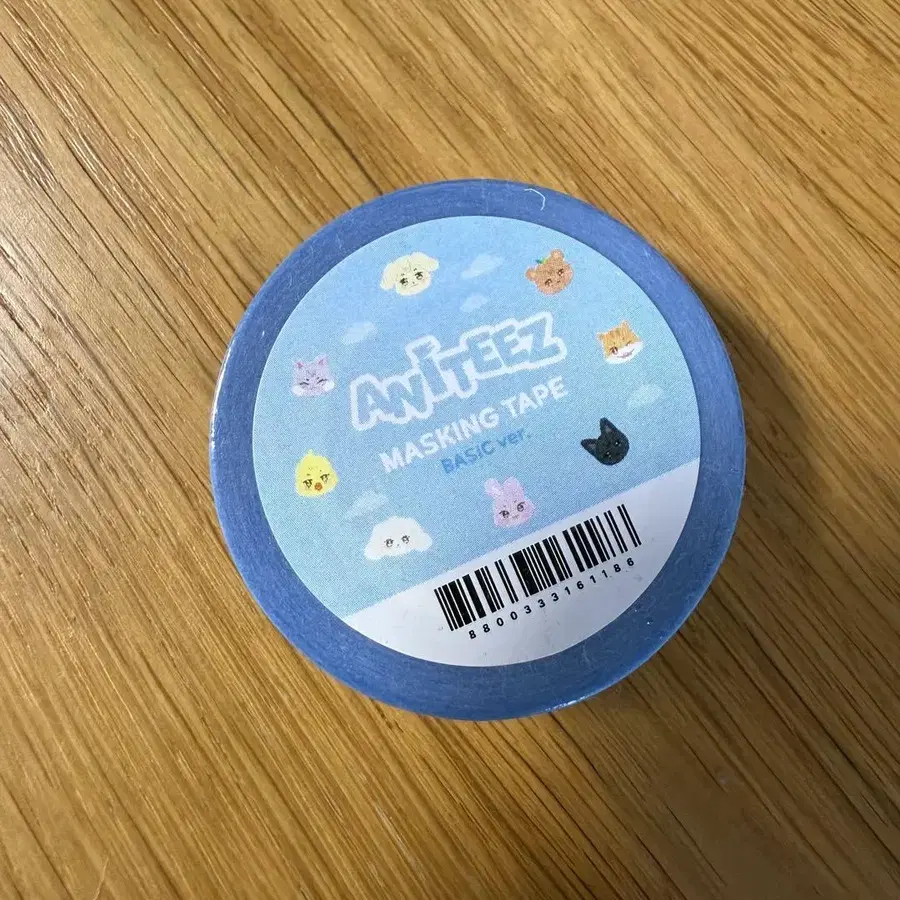 ANITEEZ
MASKING TAPE
BASIC ver.
8800333161186